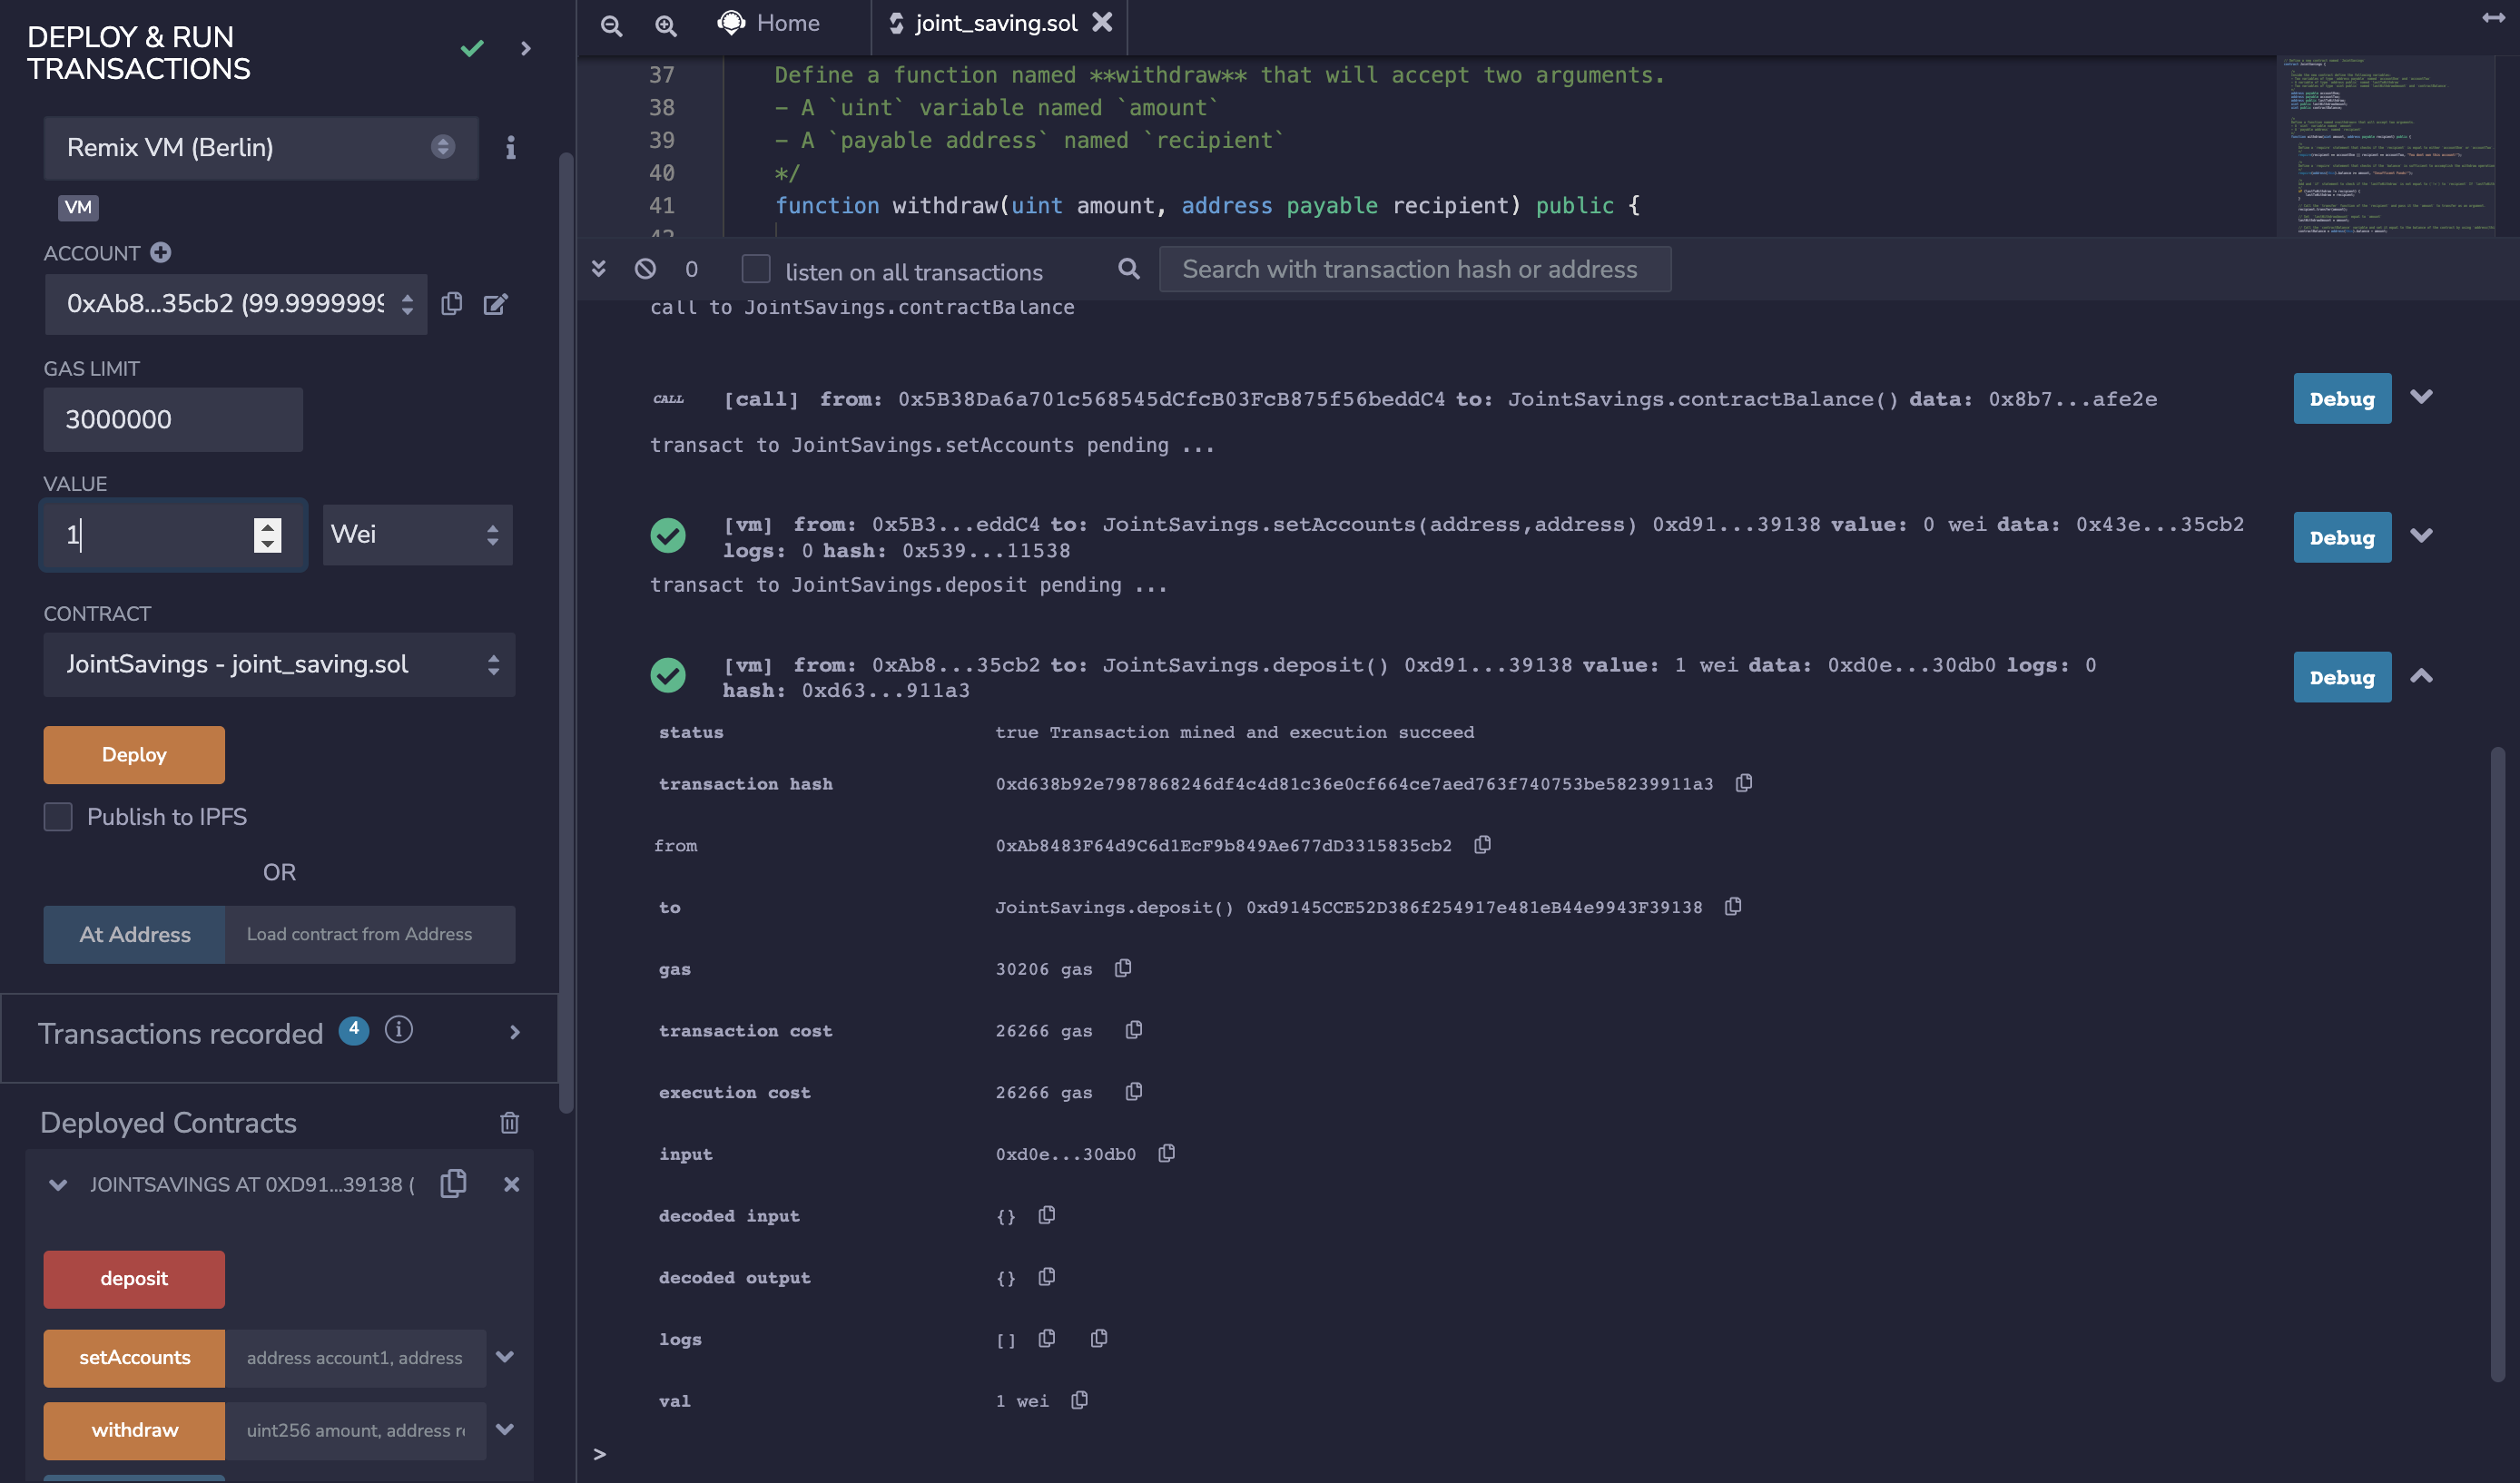 DEPLOY & RUN
TRANSACTIONS
Remix VM (Berlin)
VM
ACCOUNT
0xAb8...35cb2 (99.9999999
GAS LIMIT
3000000
VALUE
1
Wei
CONTRACT
JointSavings - joint_saving.sol
Deploy
Publish to IPFS
OR
At Address
Load contract from Address
Transactions recorded 4
Deployed Contracts
JOINTSAVINGS AT 0XD91...39138 (
deposit
setAccounts
address account1, address
withdraw
uint256 amount, address re
Home
joint_saving.sol
37 Define a function named **withdraw** that will accept two arguments.
38 - A `uint` variable named `amount`
39 - A `payable address` named `recipient`
40 */
41 function withdraw(uint amount, address payable recipient) public {
42
0
listen on all transactions
Search with transaction hash or address
call to JointSavings.contractBalance
CALL [call] from: 0x5B38Da6a701c568545dCfcB03FcB875f56beddC4 to: JointSavings.contractBalance() data: 0x8b7...afe2e
Debug
transact to JointSavings.setAccounts pending ...
[vm] from: 0x5B3...eddC4 to: JointSavings.setAccounts(address,address) 0xd91...39138 value: 0 wei data: 0x43e...35cb2
logs: 0 hash: 0x539...11538
Debug
transact to JointSavings.deposit pending ...
[vm] from: 0xAb8...35cb2 to: JointSavings.deposit() 0xd91...39138 value: 1 wei data: 0xd0e...30db0 logs: 0
hash: 0xd63...911a3
Debug
status true Transaction mined and execution succeed
transaction hash 0xd638b92e7987868246df4c4d81c36e0cf664ce7aed763f740753be58239911a3
from 0xAb8483F64d9C6d1EcF9b849Ae677dD3315835cb2
to JointSavings.deposit() 0xd9145CCE52D386f254917e481eB44e9943F39138
gas 30206 gas
transaction cost 26266 gas
execution cost 26266 gas
input 0xd0e...30db0
decoded input {}
decoded output {}
logs []
val 1 wei
>